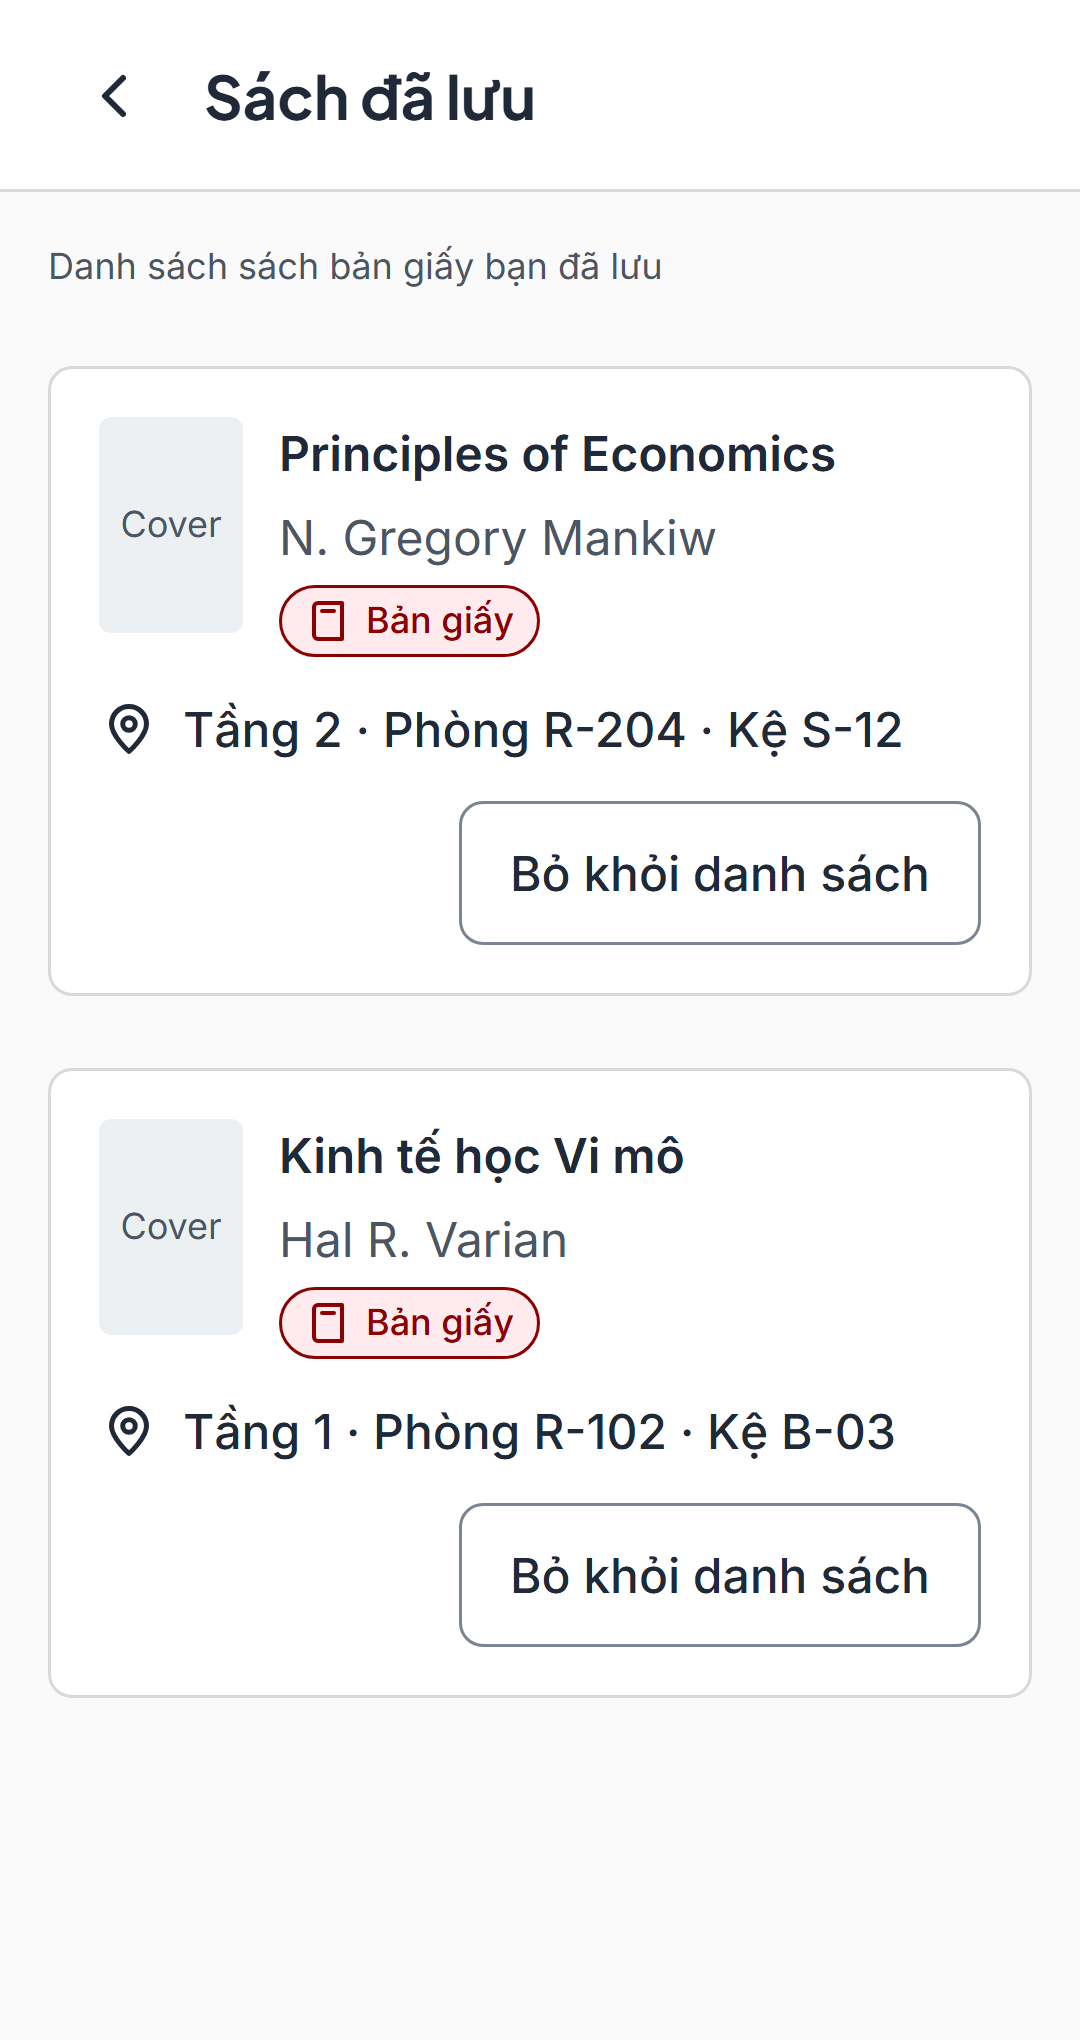 Sách đã lưu
Danh sách sách bản giấy bạn đã lưu
Cover
Principles of Economics
N. Gregory Mankiw
Bản giấy
Tầng 2 · Phòng R-204 · Kệ S-12
Bỏ khỏi danh sách
Cover
Kinh tế học Vi mô
Hal R. Varian
Bản giấy
Tầng 1 · Phòng R-102 · Kệ B-03
Bỏ khỏi danh sách